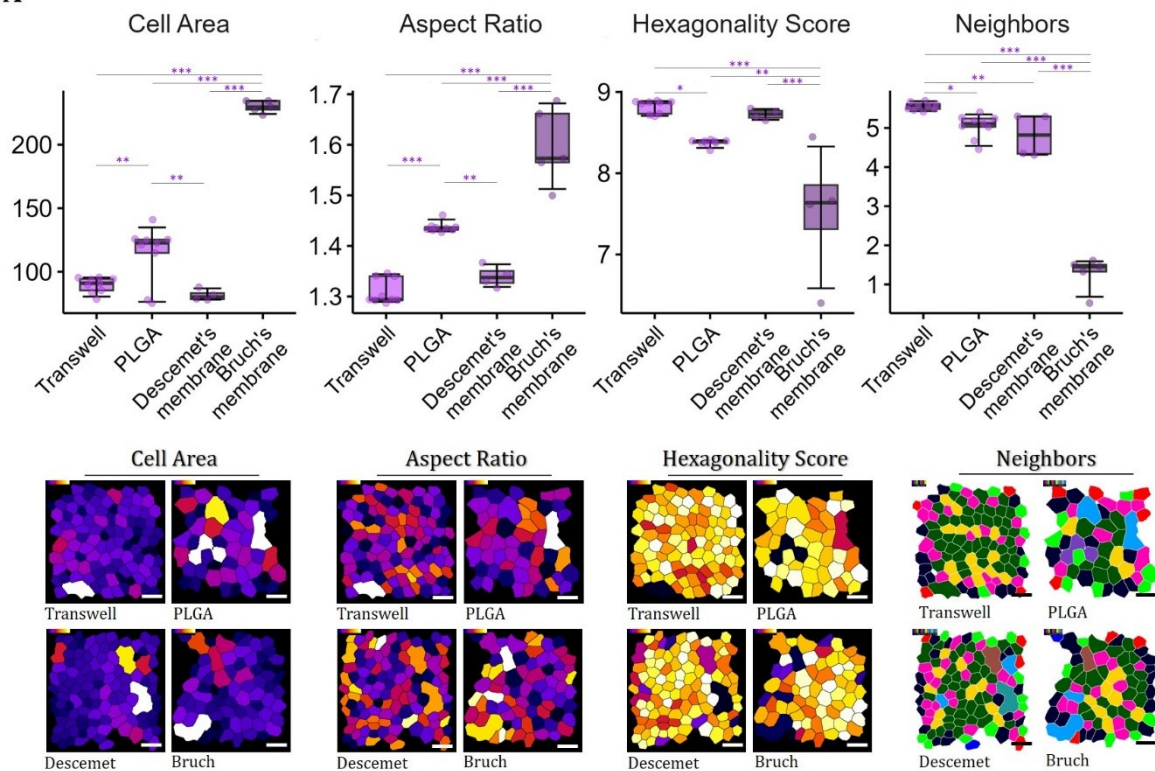 Cell Area
Aspect Ratio
Hexagonality Score
Neighbors
***
***
***
**
**
200
150
100
Transwell
PLGA
Descemet's membrane
Bruch's membrane
***
***
***
***
**
1.7
1.6
1.5
1.4
1.3
Transwell
PLGA
Descemet's membrane
Bruch's membrane
***
**
***
*
9
8
7
Transwell
PLGA
Descemet's membrane
Bruch's membrane
***
***
***
**
*
5
4
3
2
1
Transwell
PLGA
Descemet's membrane
Bruch's membrane
Cell Area
Aspect Ratio
Hexagonality Score
Neighbors
Transwell
PLGA
Transwell
PLGA
Transwell
PLGA
Transwell
PLGA
Descemet
Bruch
Descemet
Bruch
Descemet
Bruch
Descemet
Bruch